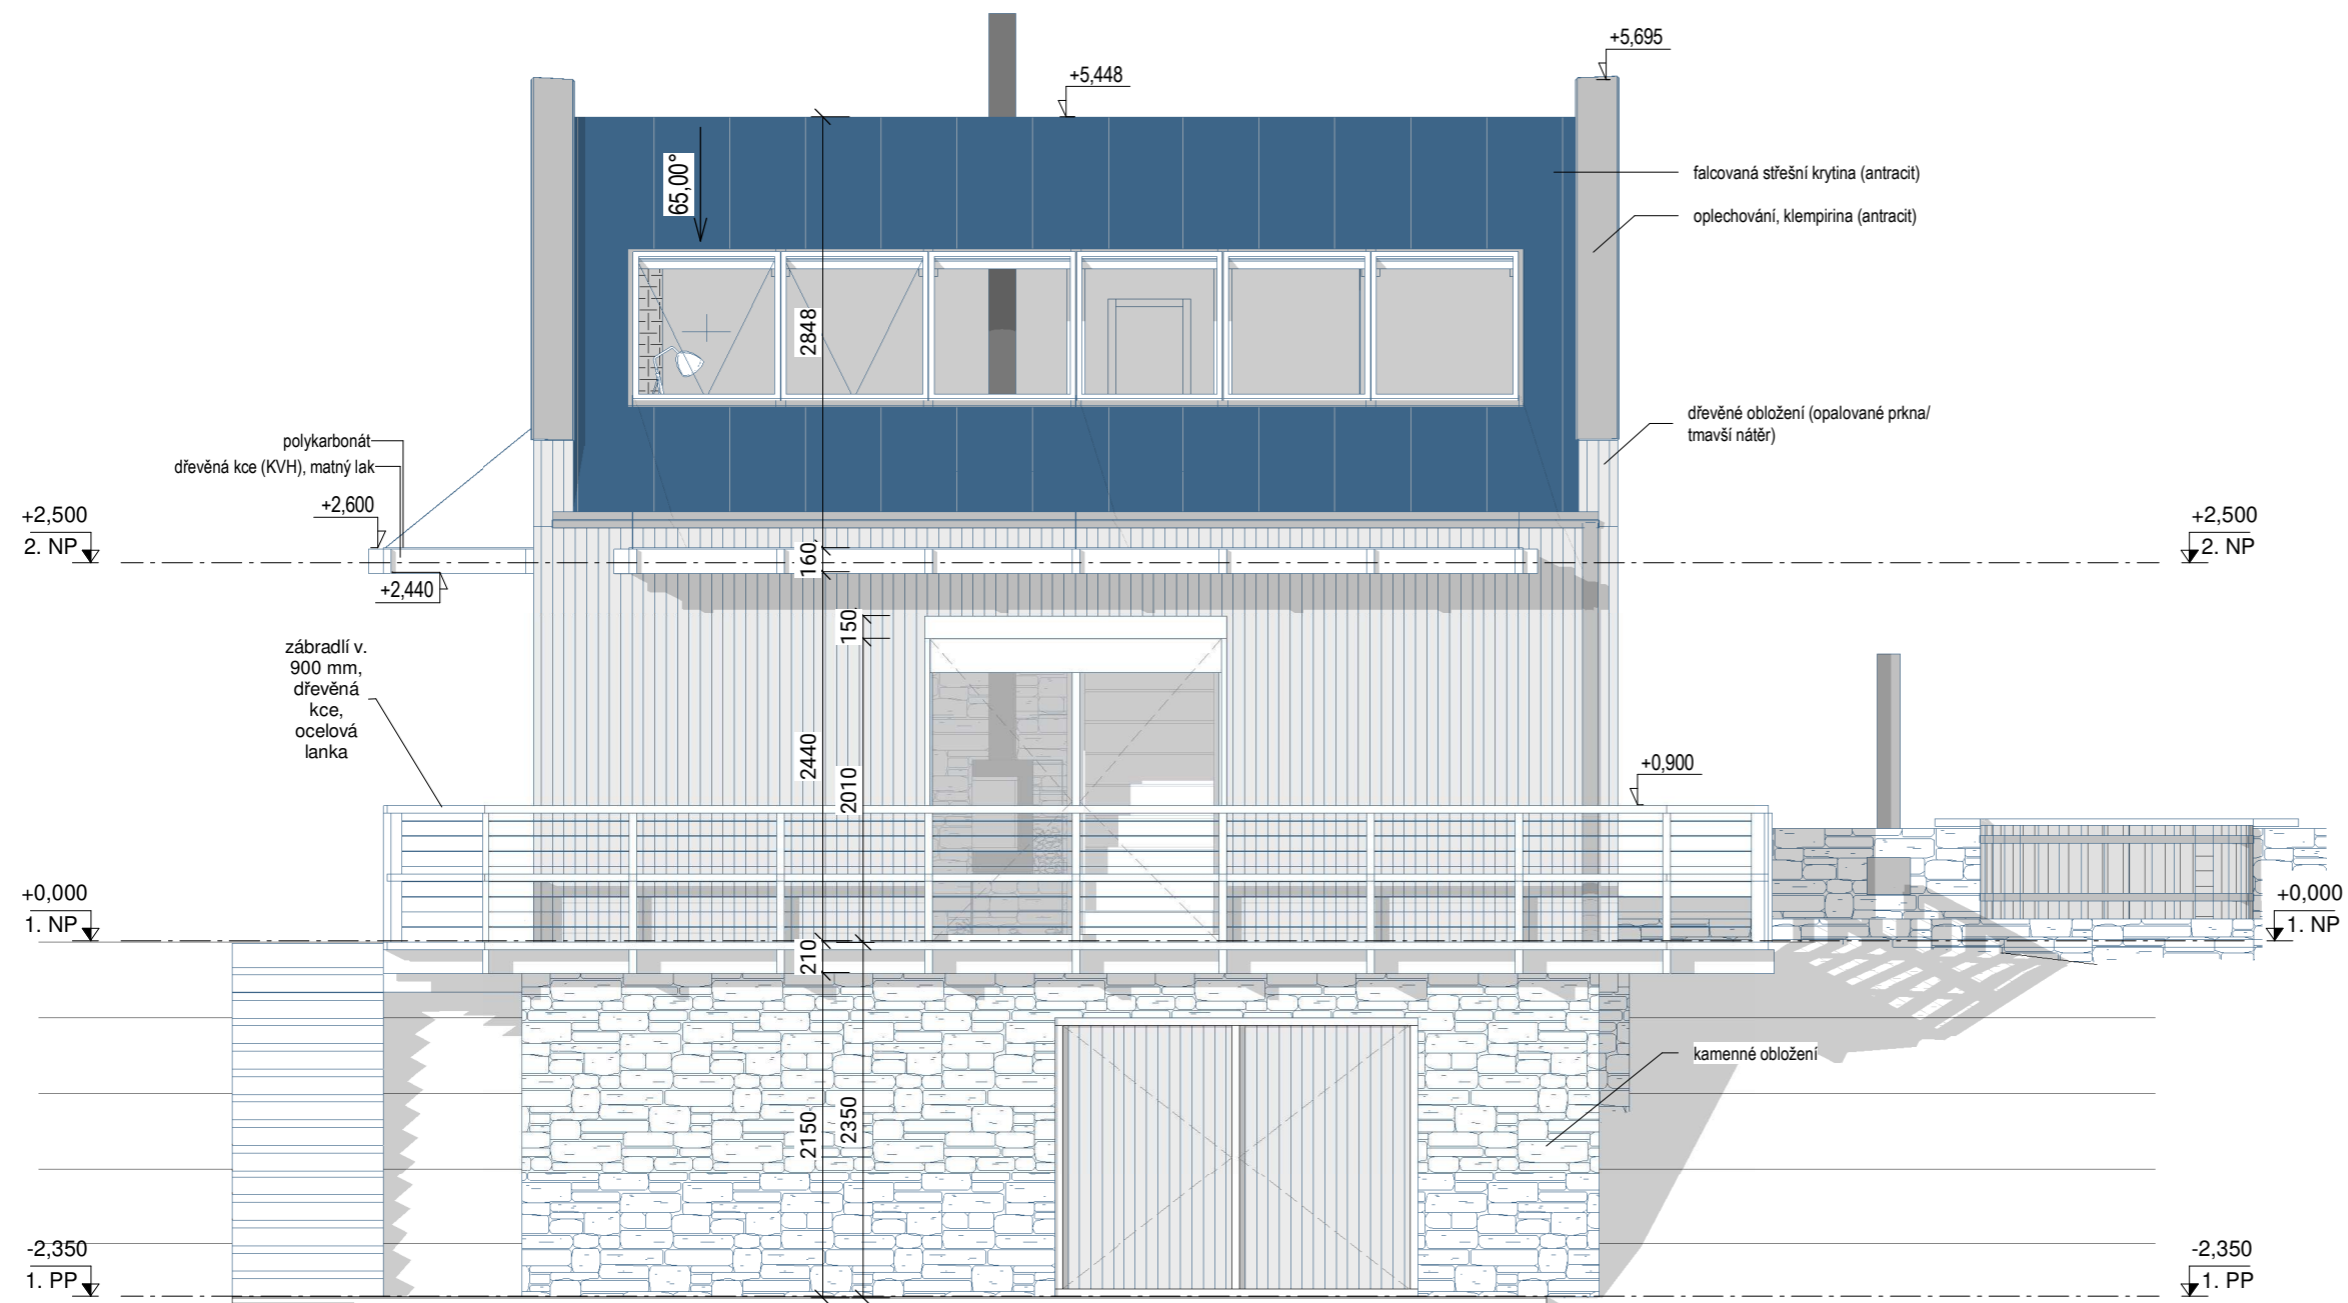 +5,695
+5,448
65,00°
falcovaná střešní krytina (antracit)
oplechování, klempirina (antracit)
2848
dřevěné obložení (opalované prkna/
tmavší nátěr)
polykarbonát
dřevěná kce (KVH), matný lak
+2,600
+2,500
2. NP
+2,500
2. NP
160
+2,440
150
zábradlí v.
900 mm,
dřevěná
kce,
ocelová
lanka
2440
2010
+0,900
+0,000
1. NP
+0,000
1. NP
210
kamenné obložení
2150
2350
-2,350
1. PP
-2,350
1. PP